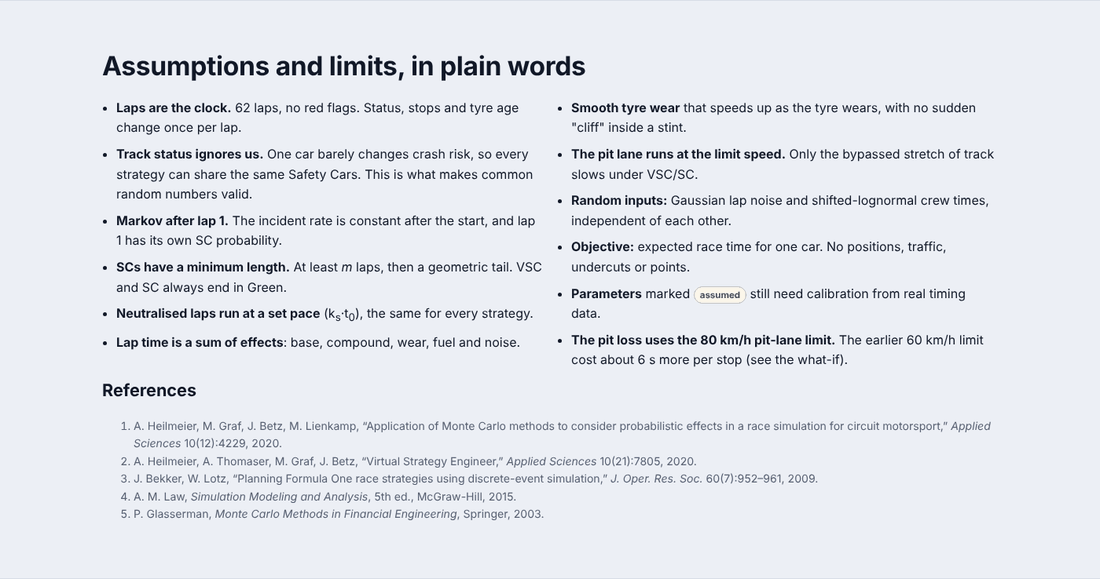 Assumptions and limits, in plain words
• Laps are the clock. 62 laps, no red flags. Status, stops and tyre age
change once per lap.
• Track status ignores us. One car barely changes crash risk, so every
strategy can share the same Safety Cars. This is what makes common
random numbers valid.
• Markov after lap 1. The incident rate is constant after the start, and lap
1 has its own SC probability.
• SCs have a minimum length. At least m laps, then a geometric tail. VSC
and SC always end in Green.
• Neutralised laps run at a set pace (kₛ·t₀), the same for every strategy.
• Lap time is a sum of effects: base, compound, wear, fuel and noise.
• Smooth tyre wear that speeds up as the tyre wears, with no sudden
"cliff" inside a stint.
• The pit lane runs at the limit speed. Only the bypassed stretch of track
slows under VSC/SC.
• Random inputs: Gaussian lap noise and shifted-lognormal crew times,
independent of each other.
• Objective: expected race time for one car. No positions, traffic,
undercuts or points.
• Parameters marked assumed still need calibration from real timing
data.
• The pit loss uses the 80 km/h pit-lane limit. The earlier 60 km/h limit
cost about 6 s more per stop (see the what-if).
References
1. A. Heilmeier, M. Graf, J. Betz, M. Lienkamp, “Application of Monte Carlo methods to consider probabilistic effects in a race simulation for circuit motorsport,” Applied
Sciences 10(12):4229, 2020.
2. A. Heilmeier, A. Thomaser, M. Graf, J. Betz, “Virtual Strategy Engineer,” Applied Sciences 10(21):7805, 2020.
3. J. Bekker, W. Lotz, “Planning Formula One race strategies using discrete-event simulation,” J. Oper. Res. Soc. 60(7):952–961, 2009.
4. A. M. Law, Simulation Modeling and Analysis, 5th ed., McGraw-Hill, 2015.
5. P. Glasserman, Monte Carlo Methods in Financial Engineering, Springer, 2003.